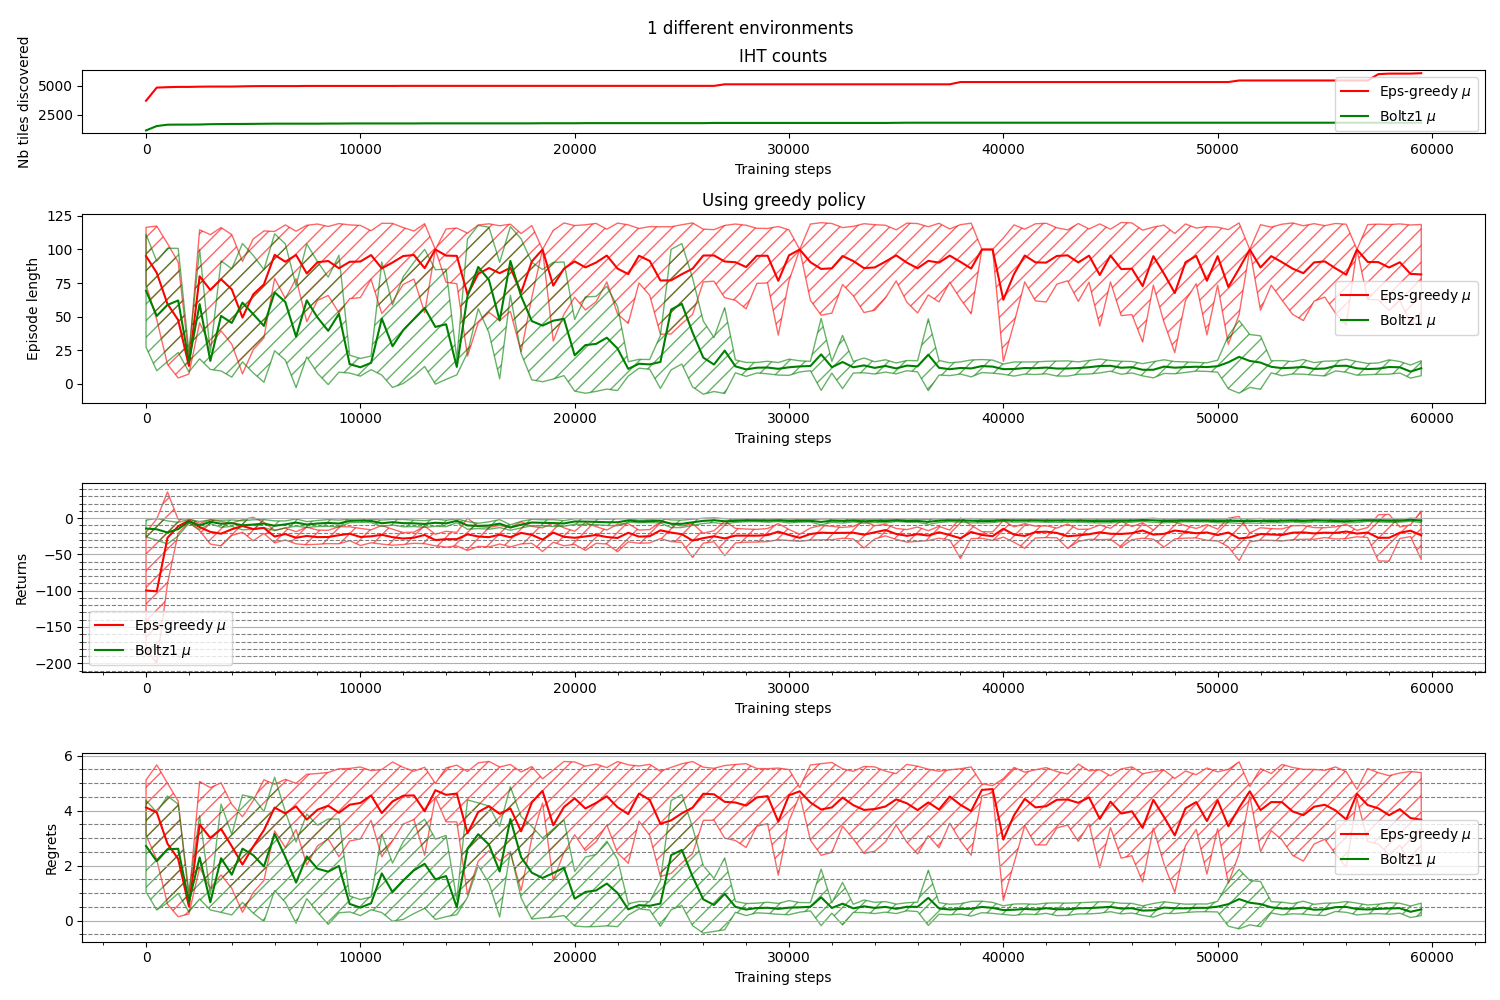 1 different environments
IHT counts
Nb tiles discovered
5000
2500
Eps-greedy μ
Boltz1 μ
0 10000 20000 30000 40000 50000 60000
Training steps
Using greedy policy
Episode length
125
100
75
50
25
0
Eps-greedy μ
Boltz1 μ
0 10000 20000 30000 40000 50000 60000
Training steps
Returns
0
−50
−100
−150
−200
Eps-greedy μ
Boltz1 μ
0 10000 20000 30000 40000 50000 60000
Training steps
Regrets
6
4
2
0
Eps-greedy μ
Boltz1 μ
0 10000 20000 30000 40000 50000 60000
Training steps